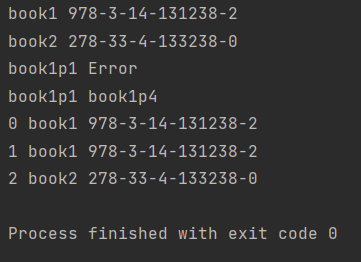 book1 978-3-14-131238-2
book2 278-33-4-133238-0
book1p1 Error
book1p1 book1p4
0 book1 978-3-14-131238-2
1 book1 978-3-14-131238-2
2 book2 278-33-4-133238-0
Process finished with exit code 0